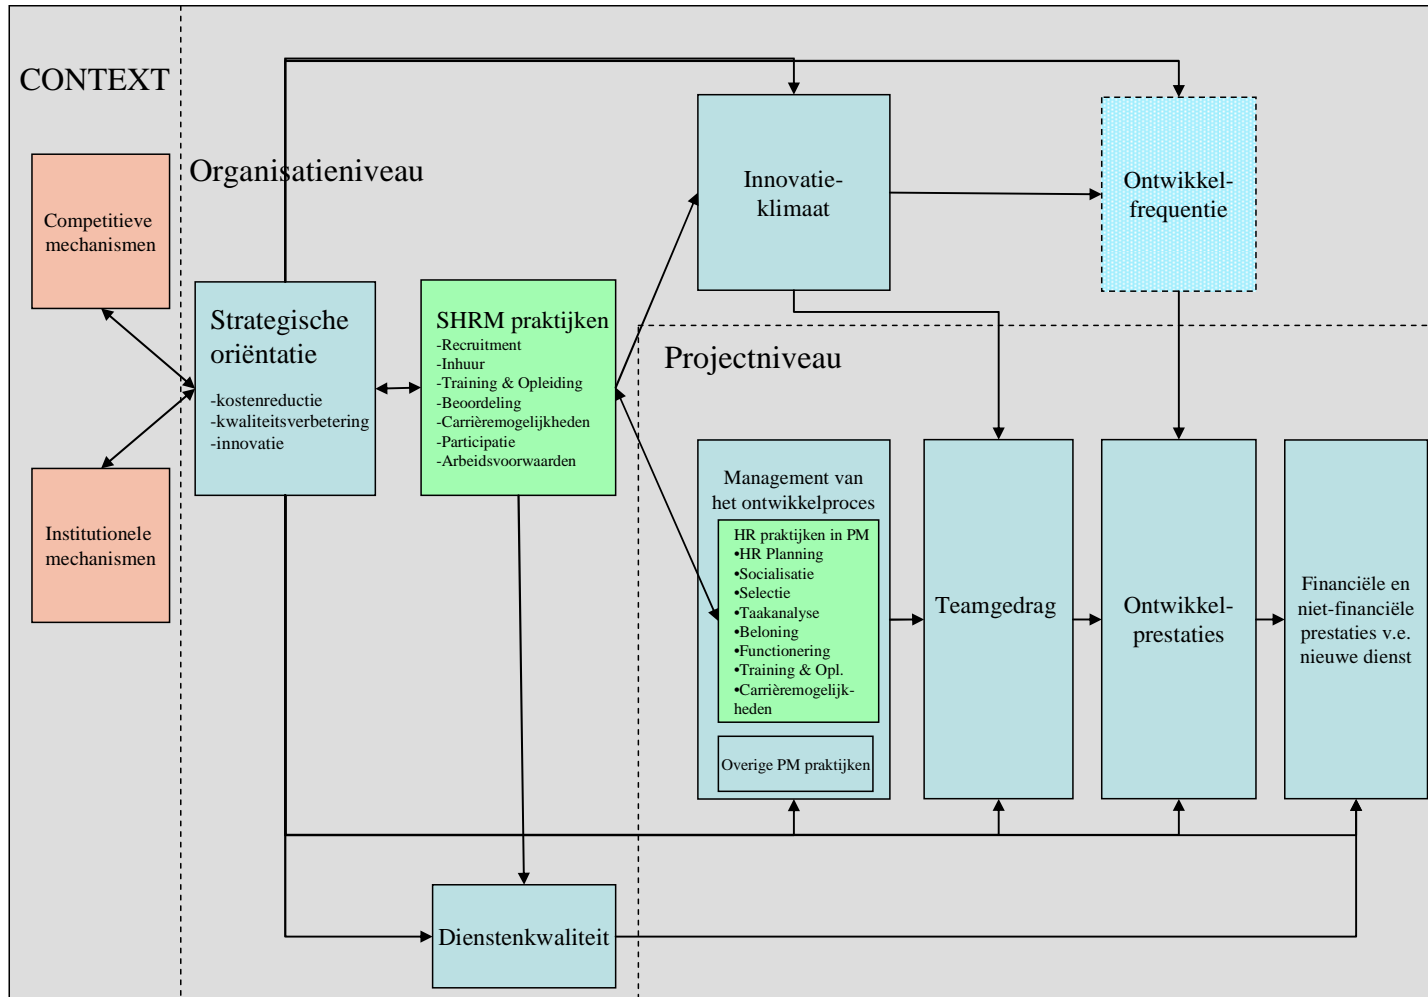 CONTEXT
Competitieve
mechanismen
Institutionele
mechanismen
Organisatieniveau
Strategische
oriëntatie
-kostenreductie
-kwaliteitsverbetering
-innovatie
SHRM praktijken
-Recruitment
-Inhuur
-Training & Opleiding
-Beoordeling
-Carrièremogelijkheden
-Participatie
-Arbeidsvoorwaarden
Innovatie-
klimaat
Ontwikkel-
frequentie
Projectniveau
Management van
het ontwikkelproces
HR praktijken in PM
•HR Planning
•Socialisatie
•Selectie
•Taakanalyse
•Beloning
•Functionering
•Training & Opl.
•Carrièremogelijk-
heden
Overige PM praktijken
Teamgedrag
Ontwikkel-
prestaties
Financiële en
niet-financiële
prestaties v.e.
nieuwe dienst
Dienstenkwaliteit